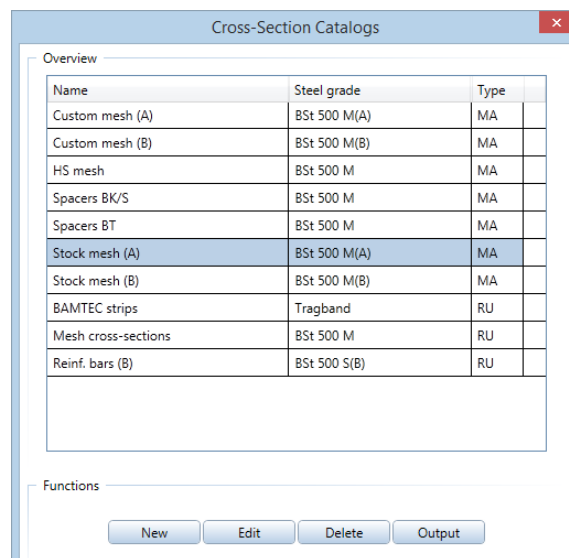 Cross-Section Catalogs
Overview
Name Steel grade Type
Custom mesh (A) BSt 500 M(A) MA
Custom mesh (B) BSt 500 M(B) MA
HS mesh BSt 500 M MA
Spacers BK/S BSt 500 M MA
Spacers BT BSt 500 M MA
Stock mesh (A) BSt 500 M(A) MA
Stock mesh (B) BSt 500 M(B) MA
BAMTEC strips Tragband RU
Mesh cross-sections BSt 500 M RU
Reinf. bars (B) BSt 500 S(B) RU
Functions
New Edit Delete Output